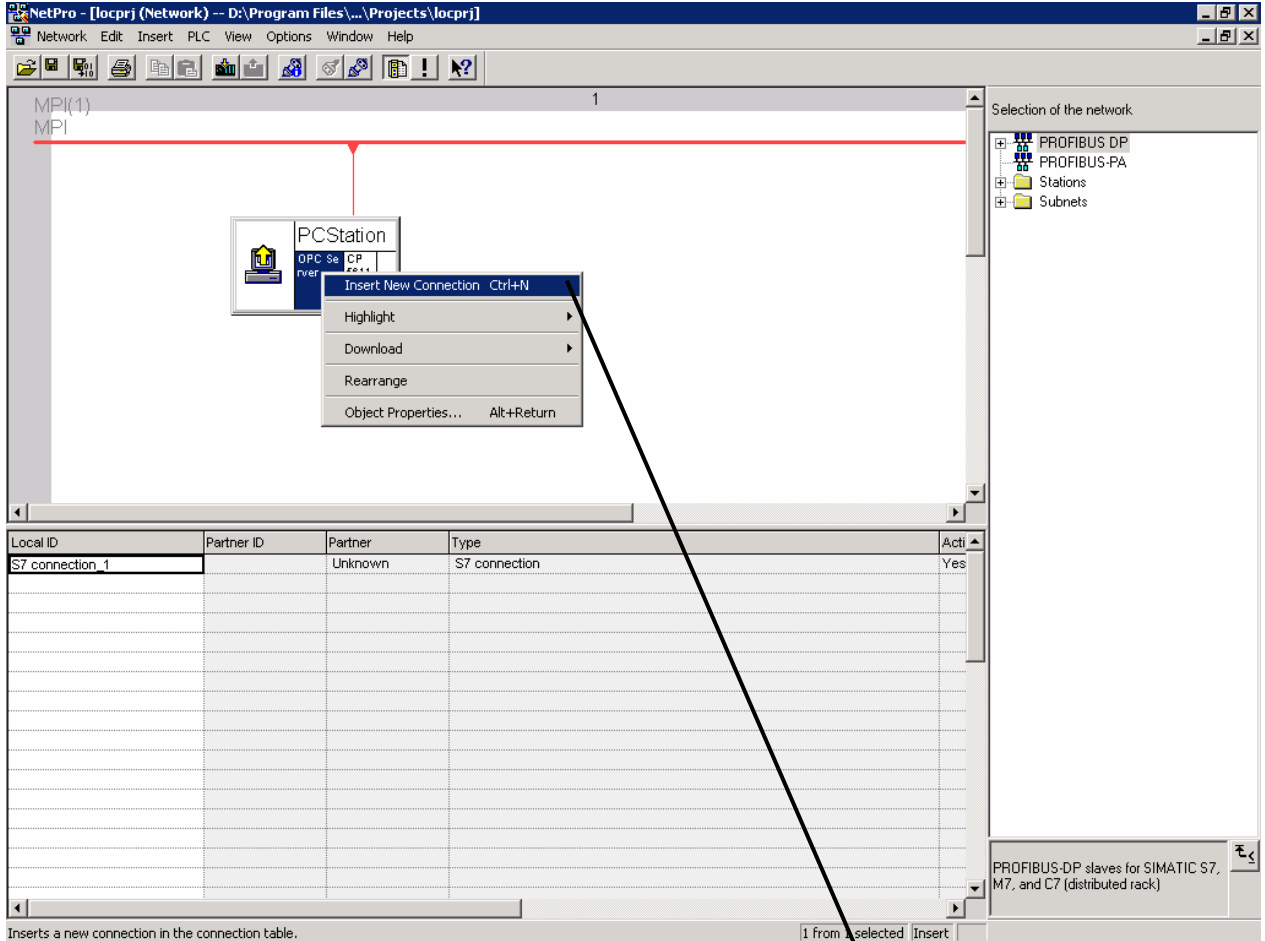 NetPro - [locprj (Network) -- D:\Program Files\...\Projects\locprj]
Network Edit Insert PLC View Options Window Help
MPI(1)
MPI
1
PCStation
OPC Se
rver
CP
Insert New Connection Ctrl+N
Highlight
Download
Rearrange
Object Properties... Alt+Return
Selection of the network
PROFIBUS DP
PROFIBUS-PA
Stations
Subnets
Local ID Partner ID Partner Type Acti
S7 connection_1 Unknown S7 connection Yes
PROFIBUS-DP slaves for SIMATIC S7,
M7, and C7 (distributed rack)
Inserts a new connection in the connection table.
1 from 1 selected Insert